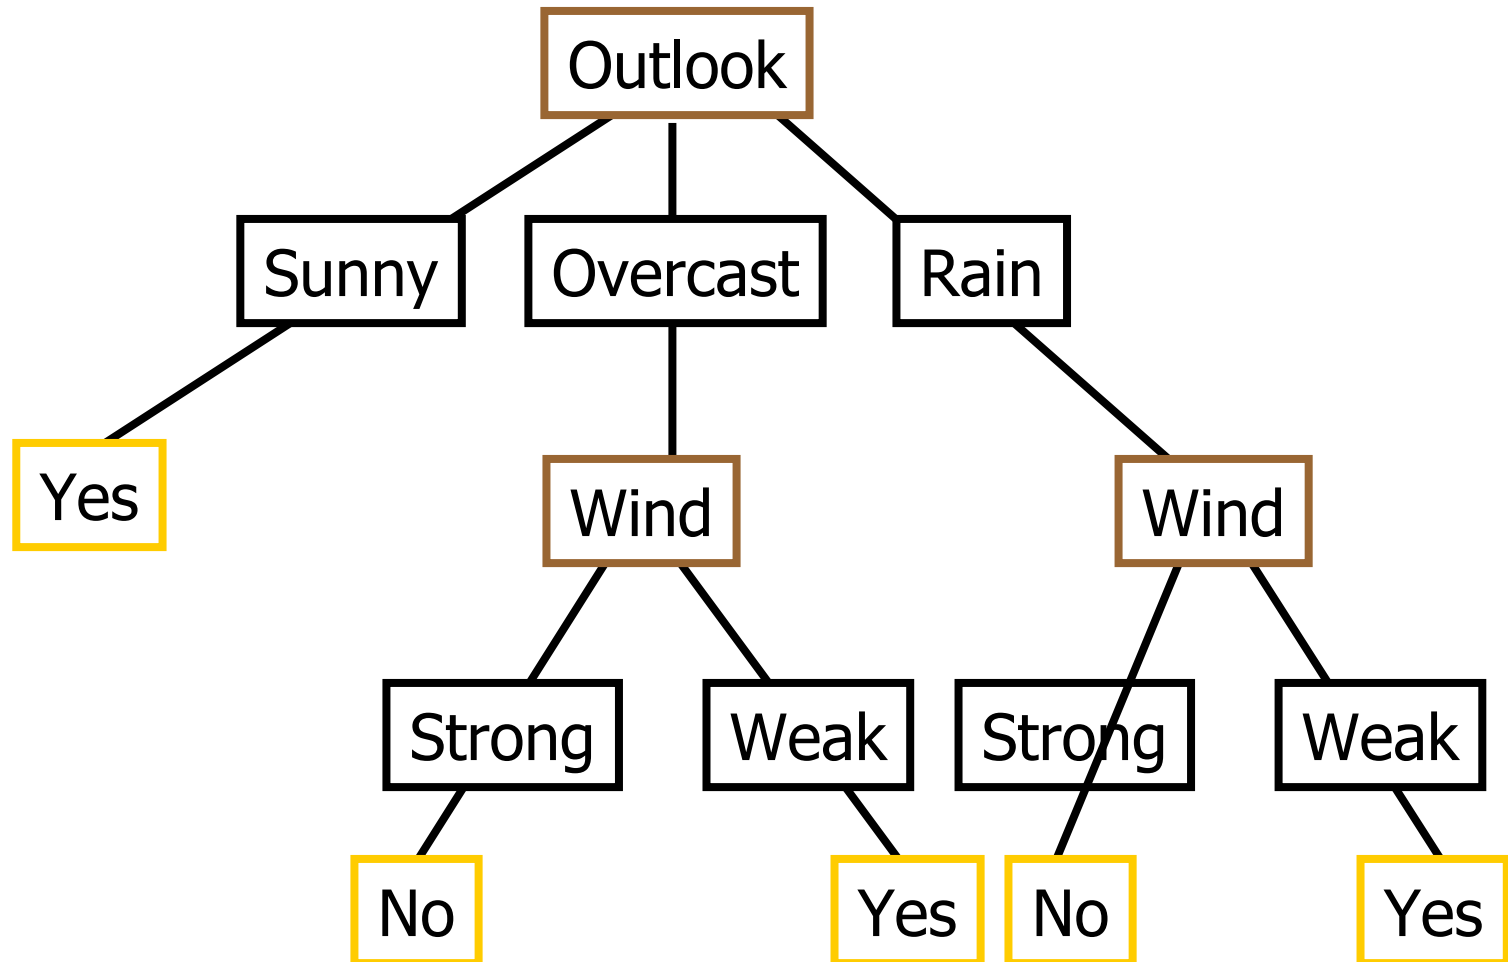 Outlook
Sunny
Overcast
Rain
Yes
Wind
Wind
Strong
Weak
Strong
Weak
No
Yes
No
Yes